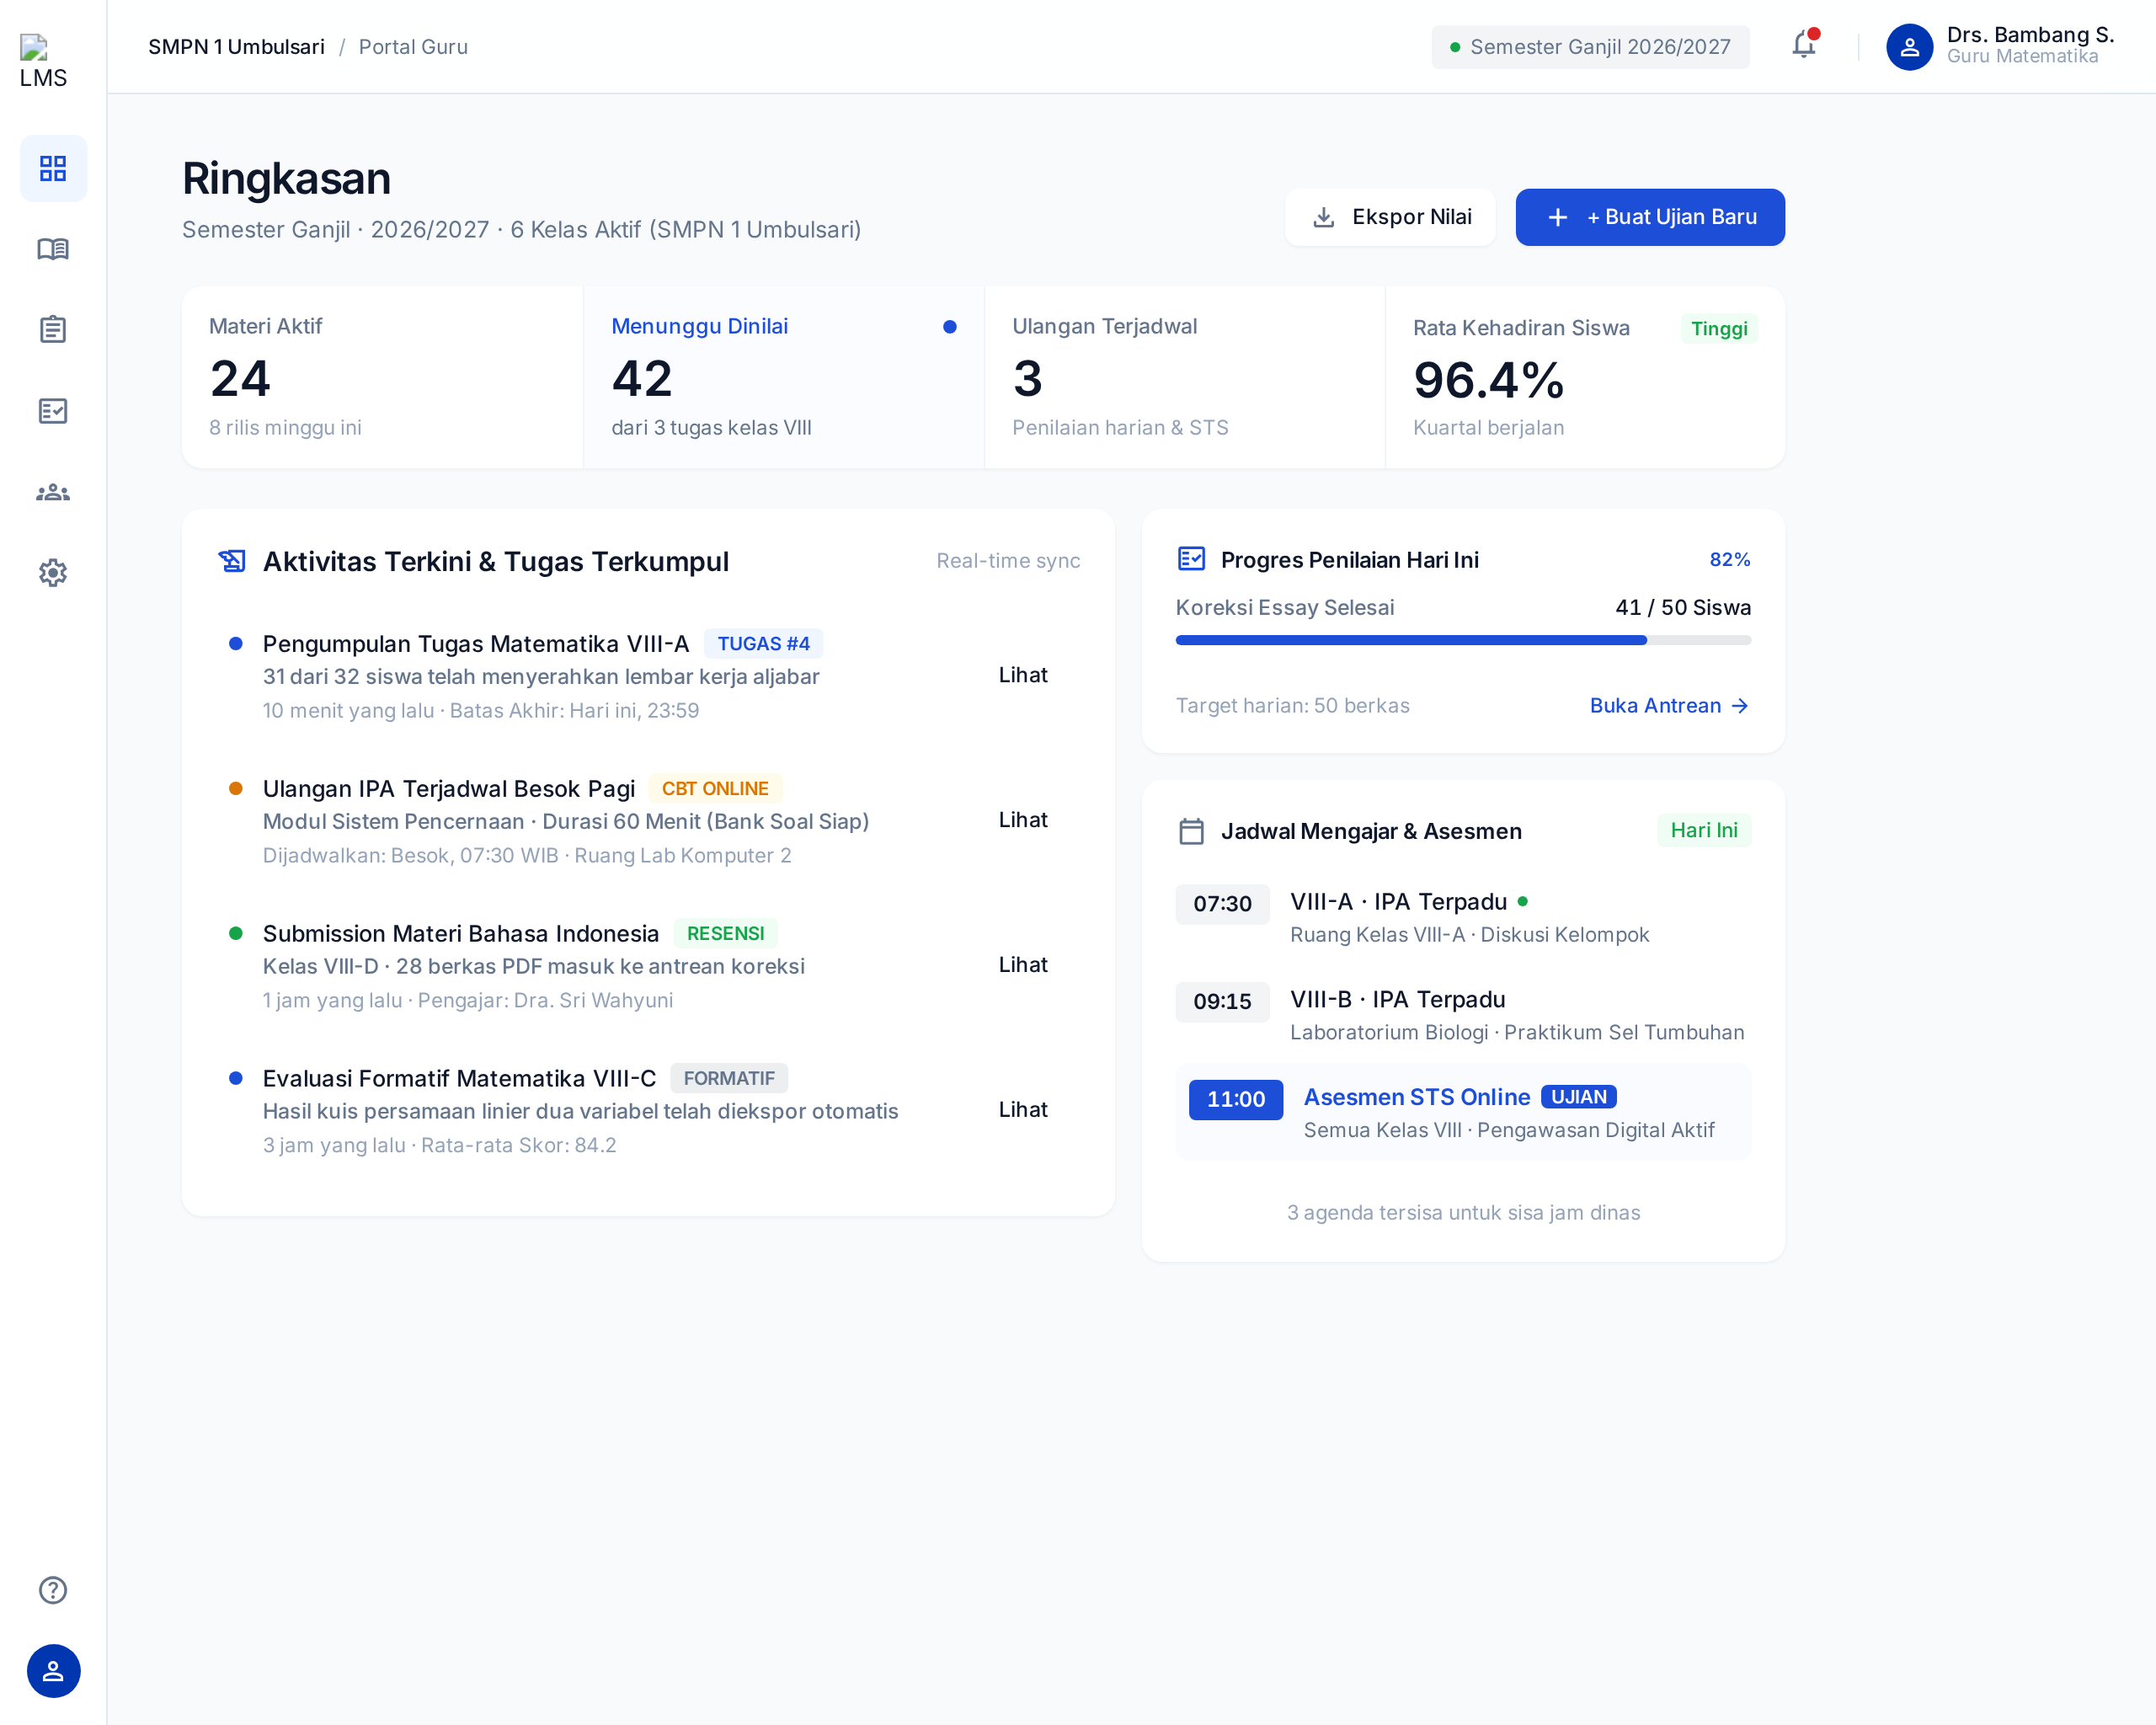 LMS
SMPN 1 Umbulsari / Portal Guru
Semester Ganjil 2026/2027
Drs. Bambang S.
Guru Matematika
Ringkasan
Semester Ganjil · 2026/2027 · 6 Kelas Aktif (SMPN 1 Umbulsari)
Ekspor Nilai
+ Buat Ujian Baru
Materi Aktif
24
8 rilis minggu ini
Menunggu Dinilai
42
dari 3 tugas kelas VIII
Ulangan Terjadwal
3
Penilaian harian & STS
Rata Kehadiran Siswa
Tinggi
96.4%
Kuartal berjalan
Aktivitas Terkini & Tugas Terkumpul
Real-time sync
Pengumpulan Tugas Matematika VIII-A TUGAS #4
31 dari 32 siswa telah menyerahkan lembar kerja aljabar
10 menit yang lalu · Batas Akhir: Hari ini, 23:59
Lihat
Ulangan IPA Terjadwal Besok Pagi CBT ONLINE
Modul Sistem Pencernaan · Durasi 60 Menit (Bank Soal Siap)
Dijadwalkan: Besok, 07:30 WIB · Ruang Lab Komputer 2
Lihat
Submission Materi Bahasa Indonesia RESENSI
Kelas VIII-D · 28 berkas PDF masuk ke antrean koreksi
1 jam yang lalu · Pengajar: Dra. Sri Wahyuni
Lihat
Evaluasi Formatif Matematika VIII-C FORMATIF
Hasil kuis persamaan linier dua variabel telah diekspor otomatis
3 jam yang lalu · Rata-rata Skor: 84.2
Lihat
Progres Penilaian Hari Ini
82%
Koreksi Essay Selesai
41 / 50 Siswa
Target harian: 50 berkas
Buka Antrean →
Jadwal Mengajar & Asesmen
Hari Ini
07:30
VIII-A · IPA Terpadu
Ruang Kelas VIII-A · Diskusi Kelompok
09:15
VIII-B · IPA Terpadu
Laboratorium Biologi · Praktikum Sel Tumbuhan
11:00
Asesmen STS Online UJIAN
Semua Kelas VIII · Pengawasan Digital Aktif
3 agenda tersisa untuk sisa jam dinas